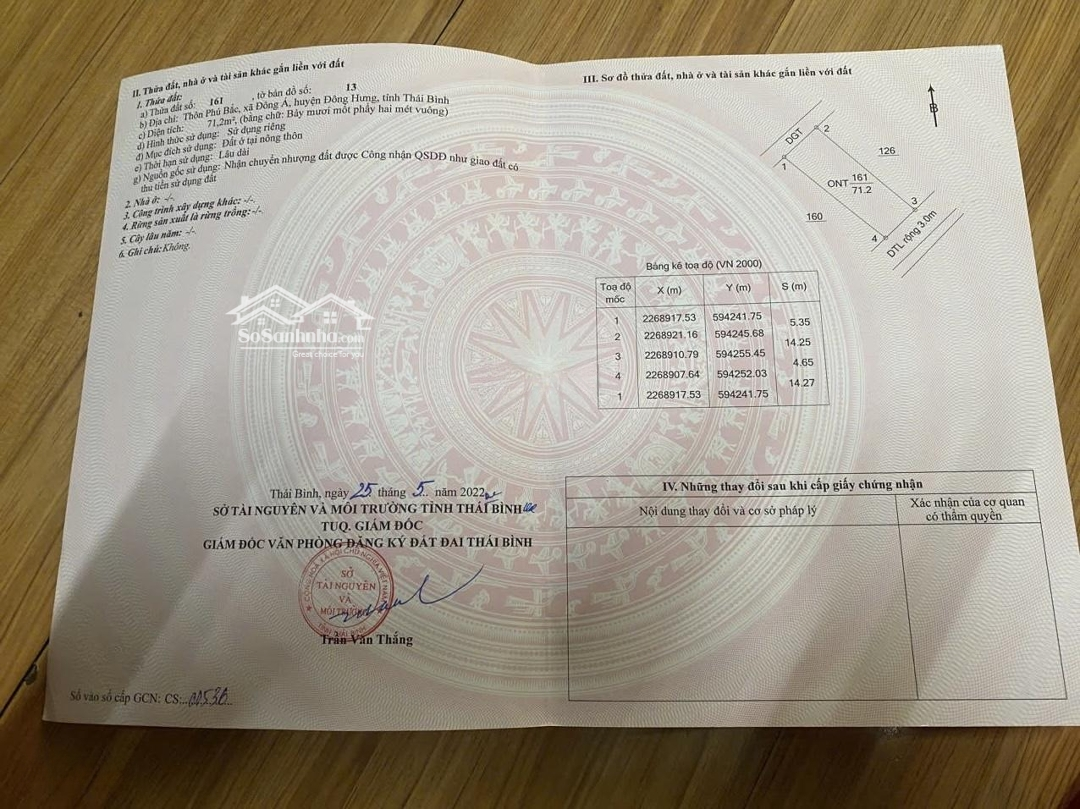 II. Thửa đất, nhà ở và tài sản khác gắn liền với đất
1. Thửa đất:
a) Thửa đất số: 161 , tờ bản đồ số: 13
b) Địa chỉ: Thôn Phú Bắc, xã Đông Á, huyện Đông Hưng, tỉnh Thái Bình
c) Diện tích: 71,2m², (bằng chữ: Bảy mươi mốt phẩy hai mét vuông)
d) Hình thức sử dụng: Sử dụng riêng
đ) Mục đích sử dụng: Đất ở tại nông thôn
e) Thời hạn sử dụng: Lâu dài
g) Nguồn gốc sử dụng: Nhận chuyển nhượng đất được Công nhận QSDĐ như giao đất có
thu tiền sử dụng đất
2. Nhà ở: -/-
3. Công trình xây dựng khác: -/-
4. Rừng sản xuất là rừng trồng: -/-
5. Cây lâu năm: -/-
6. Ghi chú: Không.
SoSanhnha.com
Great choice for you
Thái Bình, ngày 25 tháng 5.. năm 2022
SỞ TÀI NGUYÊN VÀ MÔI TRƯỜNG TỈNH THÁI BÌNH
TUQ. GIÁM ĐỐC
GIÁM ĐỐC VĂN PHÒNG ĐĂNG KÝ ĐẤT ĐAI THÁI BÌNH
CỘNG HOÀ XÃ HỘI CHỦ NGHĨA VIỆT NAM
SỞ
TÀI NGUYÊN
VÀ
MÔI TRƯỜNG
TỈNH THÁI BÌNH
Trần Văn Thắng
Số vào sổ cấp GCN: CS:
III. Sơ đồ thửa đất, nhà ở và tài sản khác gắn liền với đất
B
DGT
2
1
126
ONT 161
71.2
160
3
4
DTL rộng 3.0m
Bảng kê toạ độ (VN 2000)
Toạ độ mốc X (m) Y (m) S (m)
1 2268917.53 594241.75
5.35
2 2268921.16 594245.68
14.25
3 2268910.79 594255.45
4.65
4 2268907.64 594252.03
14.27
1 2268917.53 594241.75
IV. Những thay đổi sau khi cấp giấy chứng nhận
Nội dung thay đổi và cơ sở pháp lý
Xác nhận của cơ quan
có thẩm quyền